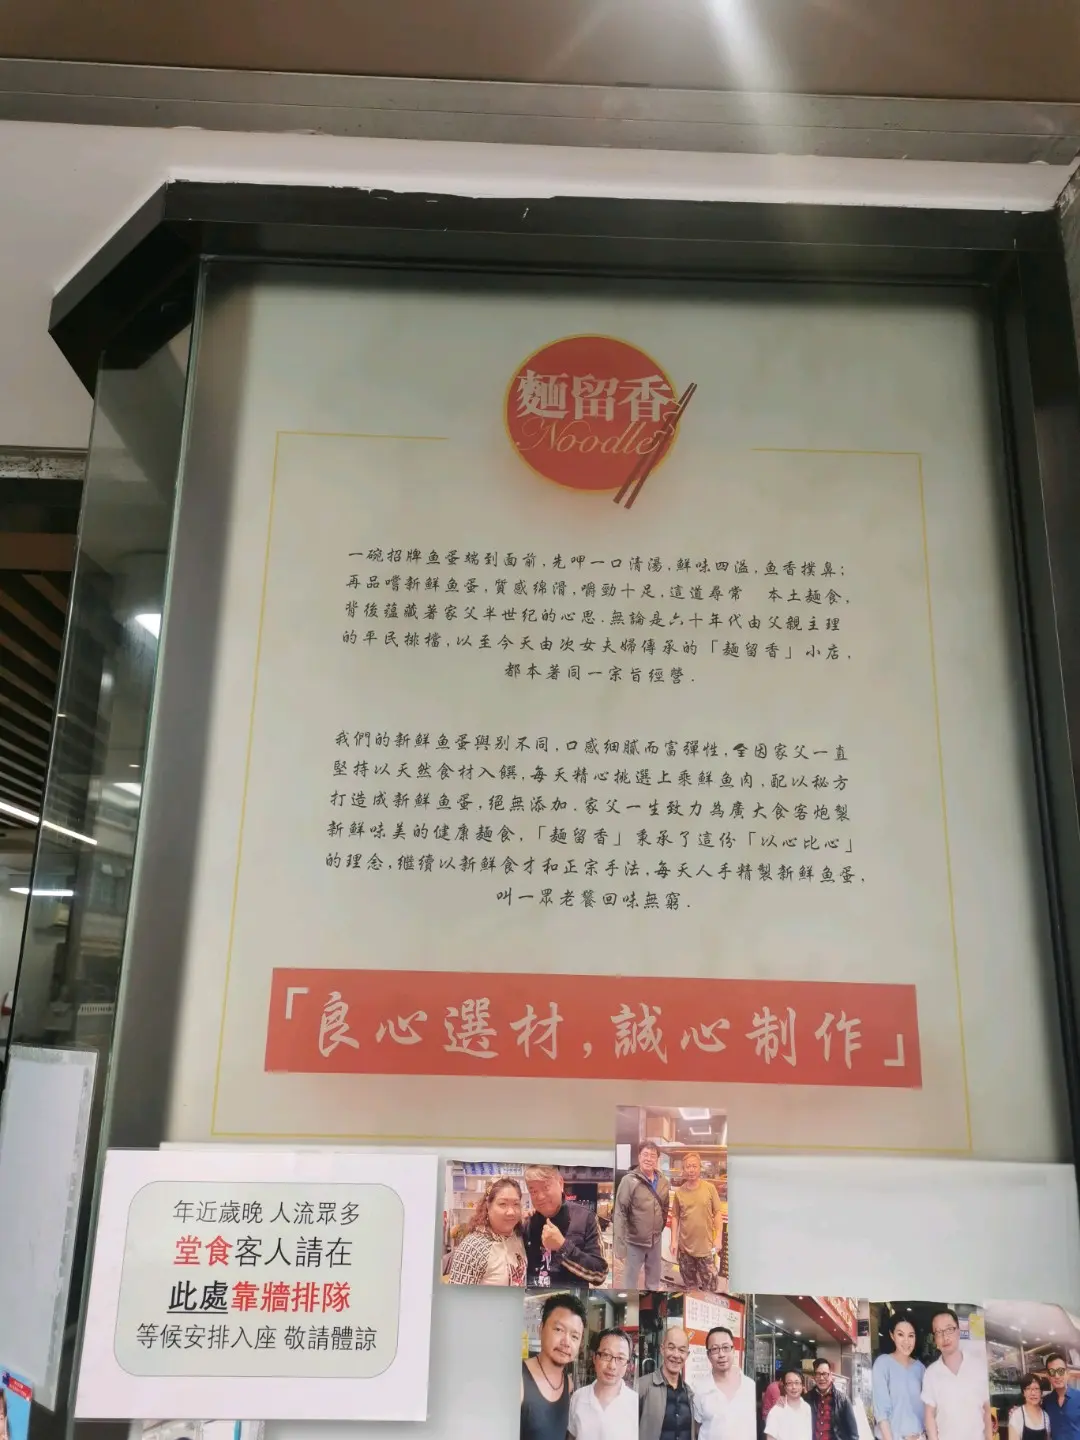 麵留香
Noodle
一碗招牌鱼蛋端到面前,先呷一口清湯,鮮味四溢,鱼香撲鼻;
再品嚐新鮮鱼蛋,質感綿滑,嚼勁十足,這道尋常 本土麵食,
背後蘊藏著家父半世纪的心思.無論是六十年代由父親主理
的平民排檔,以至今天由次女夫婦傳承的「麵留香」小店,
都本著同一宗旨經營.
我們的新鮮鱼蛋與别不同,口感细腻而富彈性,全因家父一直
堅持以天然食材入饌,每天精心挑選上乘鮮鱼肉,配以秘方
打造成新鮮鱼蛋,絕無添加.家父一生致力為廣大食客炮製
新鮮味美的健康麵食,「麵留香」秉承了這份「以心比心」
的理念,繼續以新鮮食才和正宗手法,每天人手精製新鮮鱼蛋,
叫一眾老饕回味無窮.
「良心選材,誠心制作」
年近歲晚 人流眾多
堂食客人請在
此處靠牆排隊
等候安排入座 敬請體諒